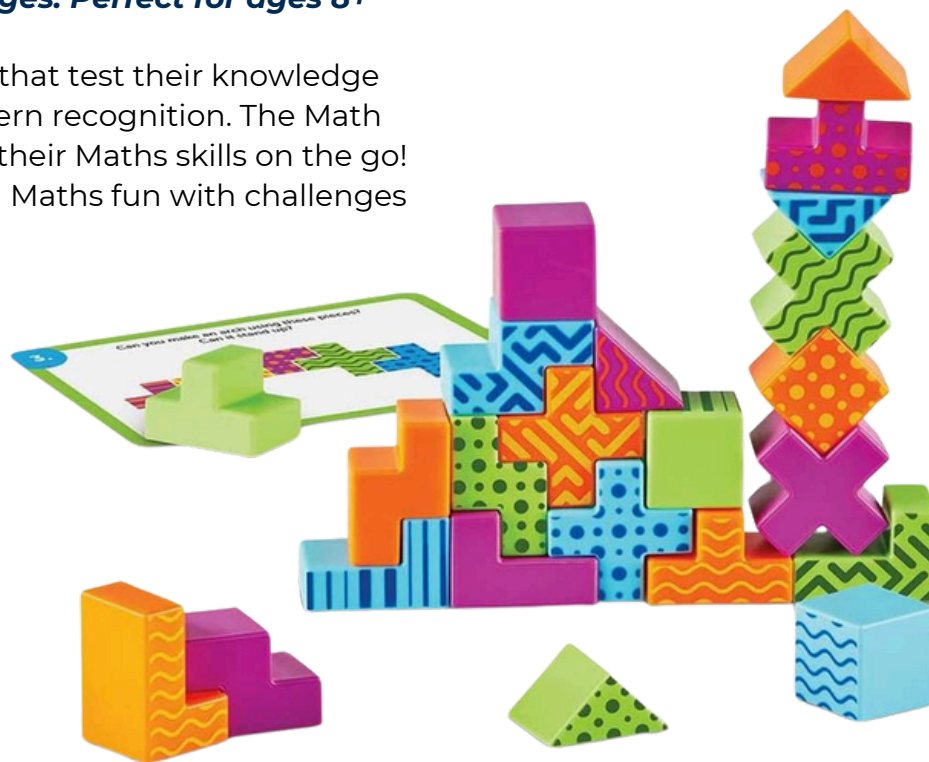 ges. Perfect for ages 8+
that test their knowledge
ern recognition. The Math
their Maths skills on the go!
Maths fun with challenges
3.
Can you make an arch using these pieces?
Can it stand up?